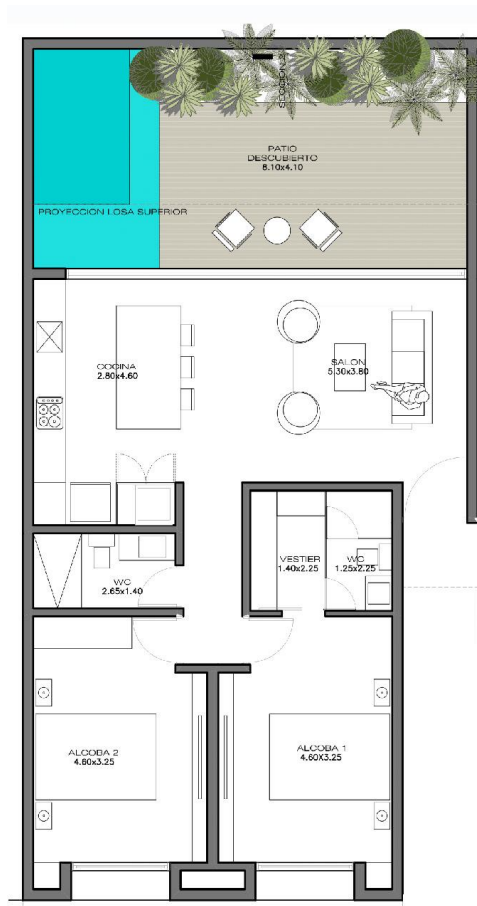 SECCION
PATIO
DESCUBIERTO
8.10x4.10
PROYECCION LOSA SUPERIOR
COCINA
2.80x4.60
SALON
5.30x3.80
VESTIER
1.40x2.25
WC
1.25x2.25
WC
2.65x1.40
ALCOBA 2
4.60x3.25
ALCOBA 1
4.60X3.25